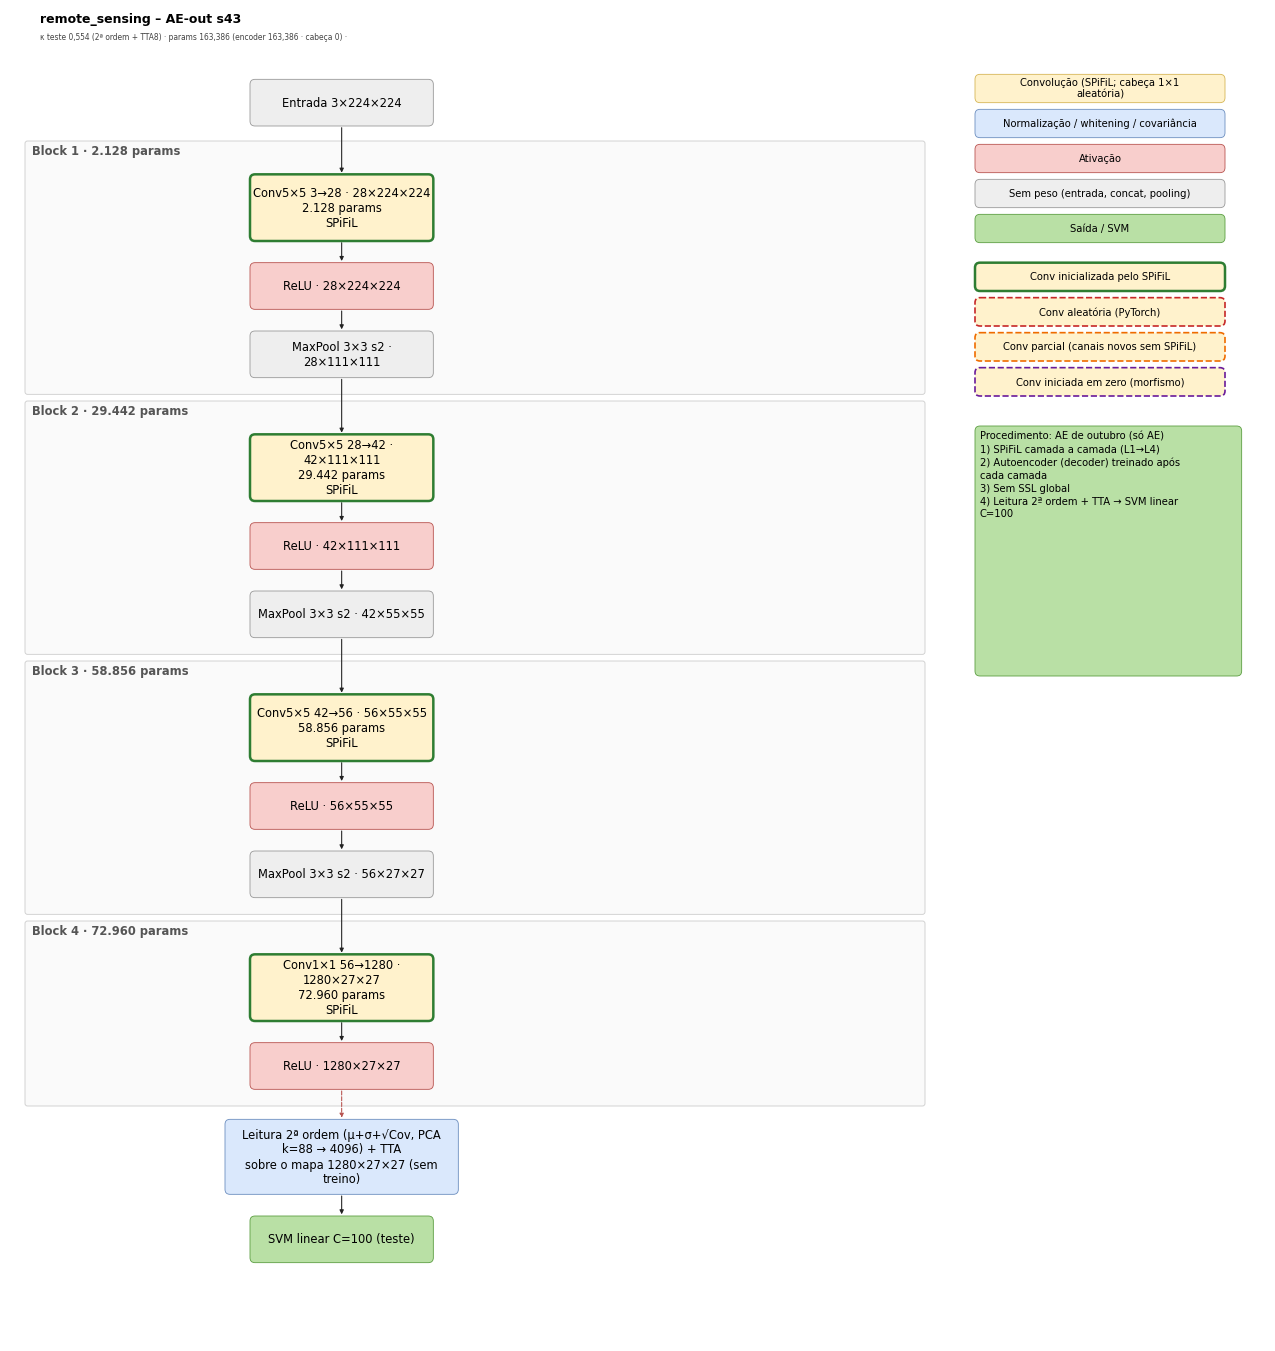 remote_sensing – AE-out s43
κ teste 0,554 (2ª ordem + TTA8) · params 163,386 (encoder 163,386 · cabeça 0) ·
Entrada 3×224×224
Block 1 · 2.128 params
Conv5×5 3→28 · 28×224×224
2.128 params
SPiFiL
ReLU · 28×224×224
MaxPool 3×3 s2 ·
28×111×111
Block 2 · 29.442 params
Conv5×5 28→42 ·
42×111×111
29.442 params
SPiFiL
ReLU · 42×111×111
MaxPool 3×3 s2 · 42×55×55
Block 3 · 58.856 params
Conv5×5 42→56 · 56×55×55
58.856 params
SPiFiL
ReLU · 56×55×55
MaxPool 3×3 s2 · 56×27×27
Block 4 · 72.960 params
Conv1×1 56→1280 ·
1280×27×27
72.960 params
SPiFiL
ReLU · 1280×27×27
Leitura 2ª ordem (μ+σ+√Cov, PCA
k=88 → 4096) + TTA
sobre o mapa 1280×27×27 (sem
treino)
SVM linear C=100 (teste)
Convolução (SPiFiL; cabeça 1×1
aleatória)
Normalização / whitening / covariância
Ativação
Sem peso (entrada, concat, pooling)
Saída / SVM
Conv inicializada pelo SPiFiL
Conv aleatória (PyTorch)
Conv parcial (canais novos sem SPiFiL)
Conv iniciada em zero (morfismo)
Procedimento: AE de outubro (só AE)
1) SPiFiL camada a camada (L1→L4)
2) Autoencoder (decoder) treinado após
cada camada
3) Sem SSL global
4) Leitura 2ª ordem + TTA → SVM linear
C=100